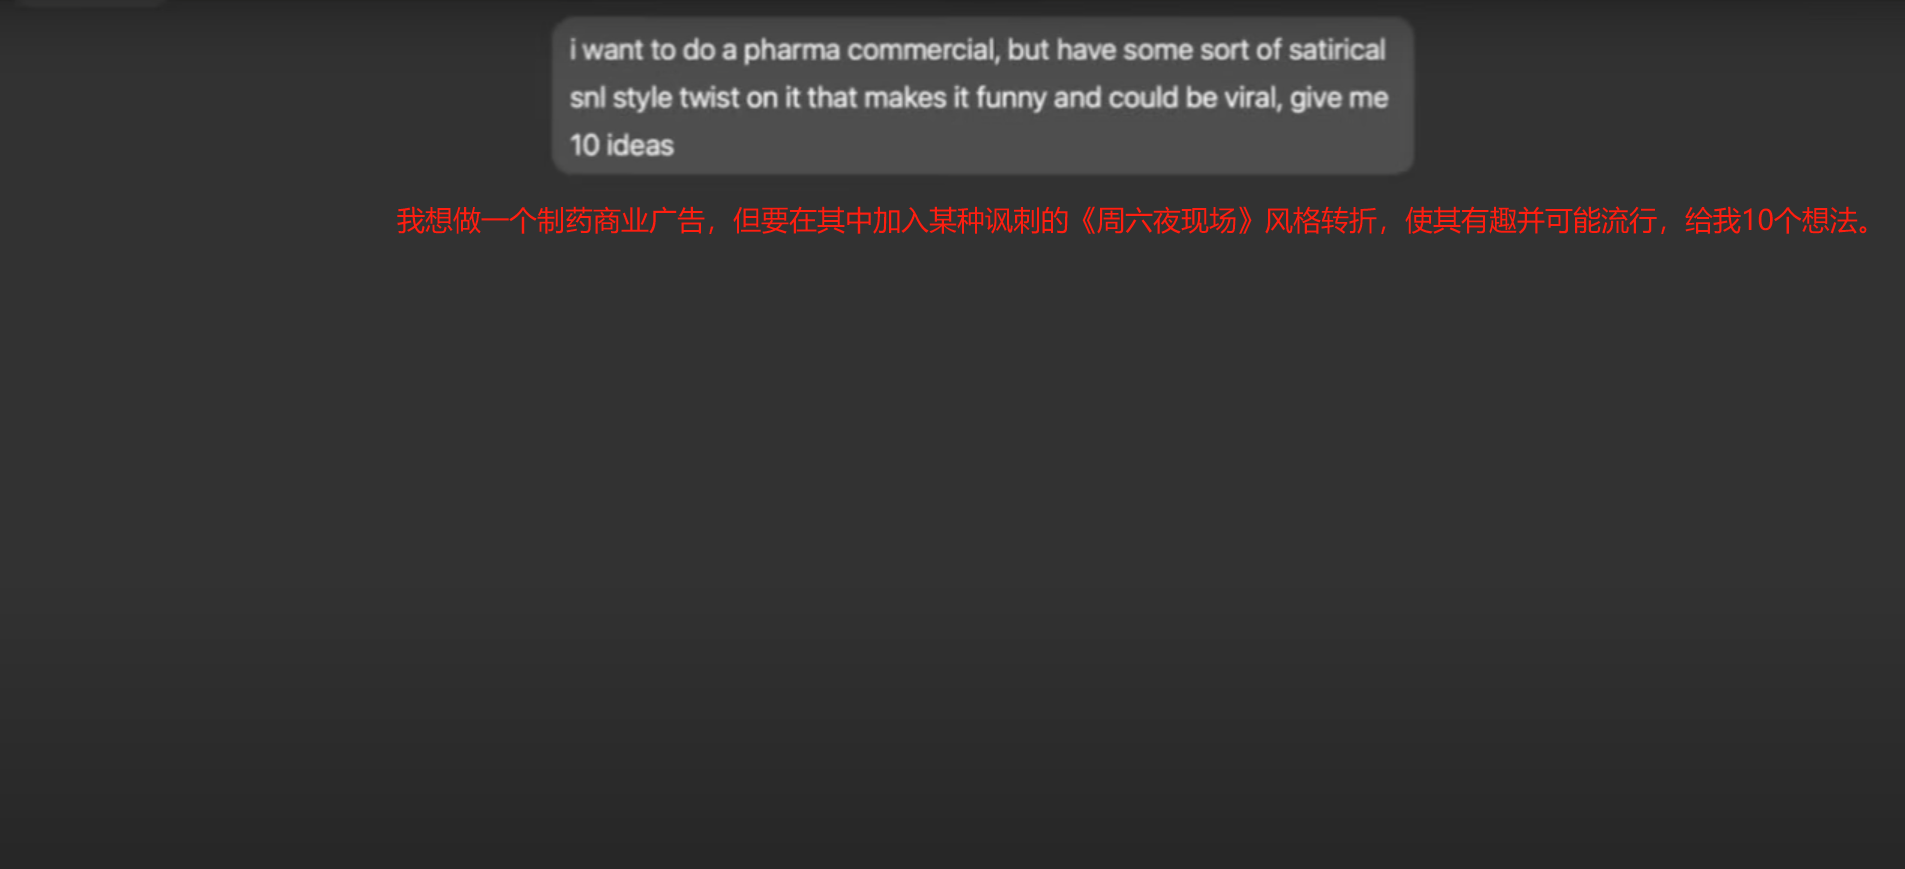 i want to do a pharma commercial, but have some sort of satirical
snl style twist on it that makes it funny and could be viral, give me
10 ideas
我想做一个制药商业广告，但要在其中加入某种讽刺的《周六夜现场》风格转折，使其有趣并可能流行，给我10个想法。